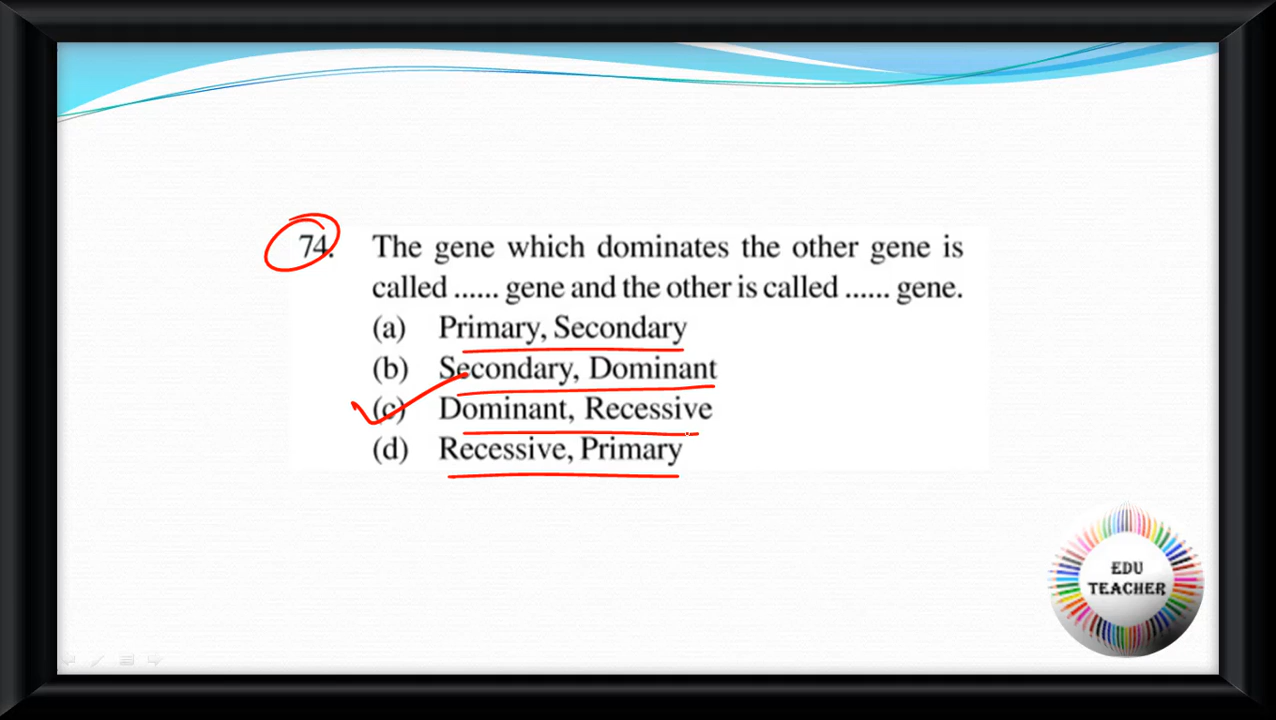 74. The gene which dominates the other gene is
called ...... gene and the other is called ...... gene.
(a) Primary, Secondary
(b) Secondary, Dominant
(c) Dominant, Recessive
(d) Recessive, Primary
EDU
TEACHER